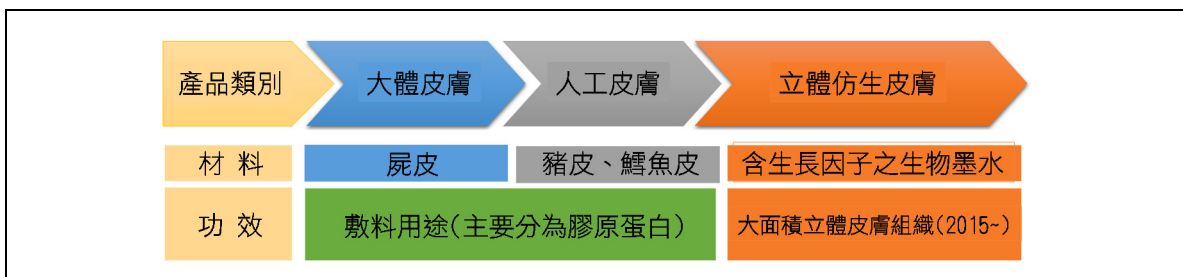 產品類別 大體皮膚 人工皮膚 立體仿生皮膚
材 料 屍皮 豬皮、鱈魚皮 含生長因子之生物墨水
功 效 敷料用途(主要分為膠原蛋白) 大面積立體皮膚組織(2015~)